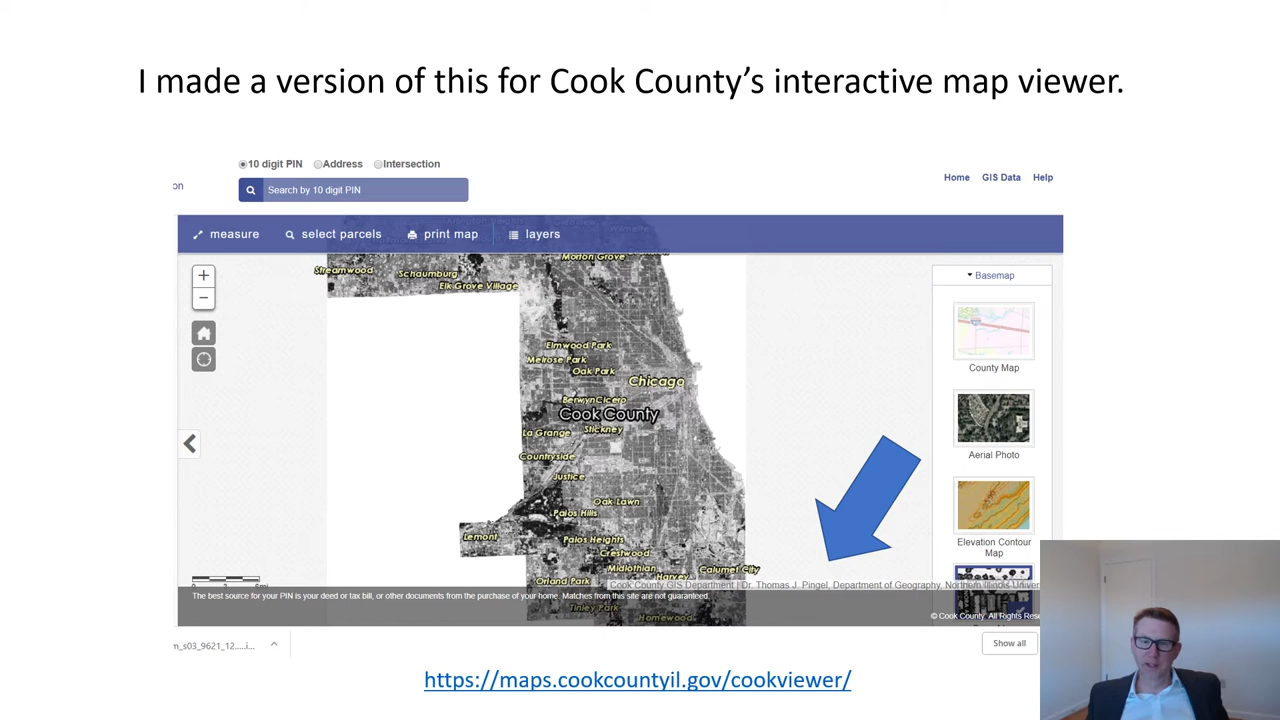 I made a version of this for Cook County's interactive map viewer.
10 digit PIN Address Intersection
on
Search by 10 digit PIN
Home GIS Data Help
measure select parcels print map layers
Morton Grove
Streamwood
Schaumburg
Elk Grove Village
Basemap
Elmwood Park
Melrose Park
Oak Park
County Map
Chicago
Berwyn Cicero
Cook County
Stickney
La Grange
Countryside
Aerial Photo
Justice
Oak Lawn
Palos Hills
Lemont
Palos Heights
Elevation Contour
Map
Crestwood
Midlothian
Calumet City
Harvey
Orland Park
Cook County GIS Department | Dr. Thomas J. Pingel, Department of Geography, Northern Illinois Univer
The best source for your PIN is your deed or tax bill, or other documents from the purchase of your home. Matches from this site are not guaranteed.
Tinley Park
Homewood
© Cook County. All Rights Rese
m_s03_9621_12.....i...
Show all
https://maps.cookcountyil.gov/cookviewer/